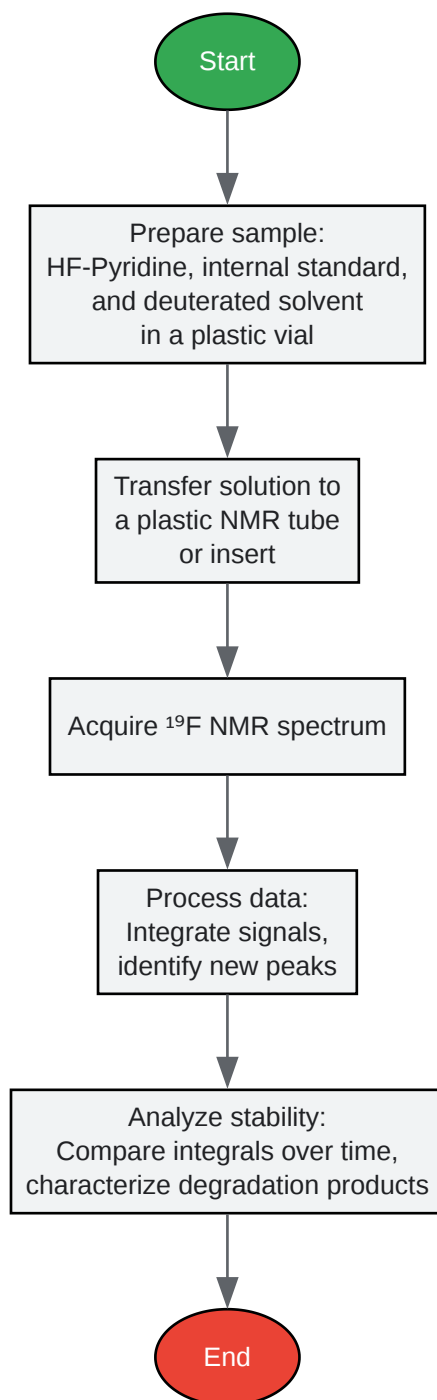 Start
Prepare sample:
HF-Pyridine, internal standard,
and deuterated solvent
in a plastic vial
Transfer solution to
a plastic NMR tube
or insert
Acquire ¹⁹F NMR spectrum
Process data:
Integrate signals,
identify new peaks
Analyze stability:
Compare integrals over time,
characterize degradation products
End